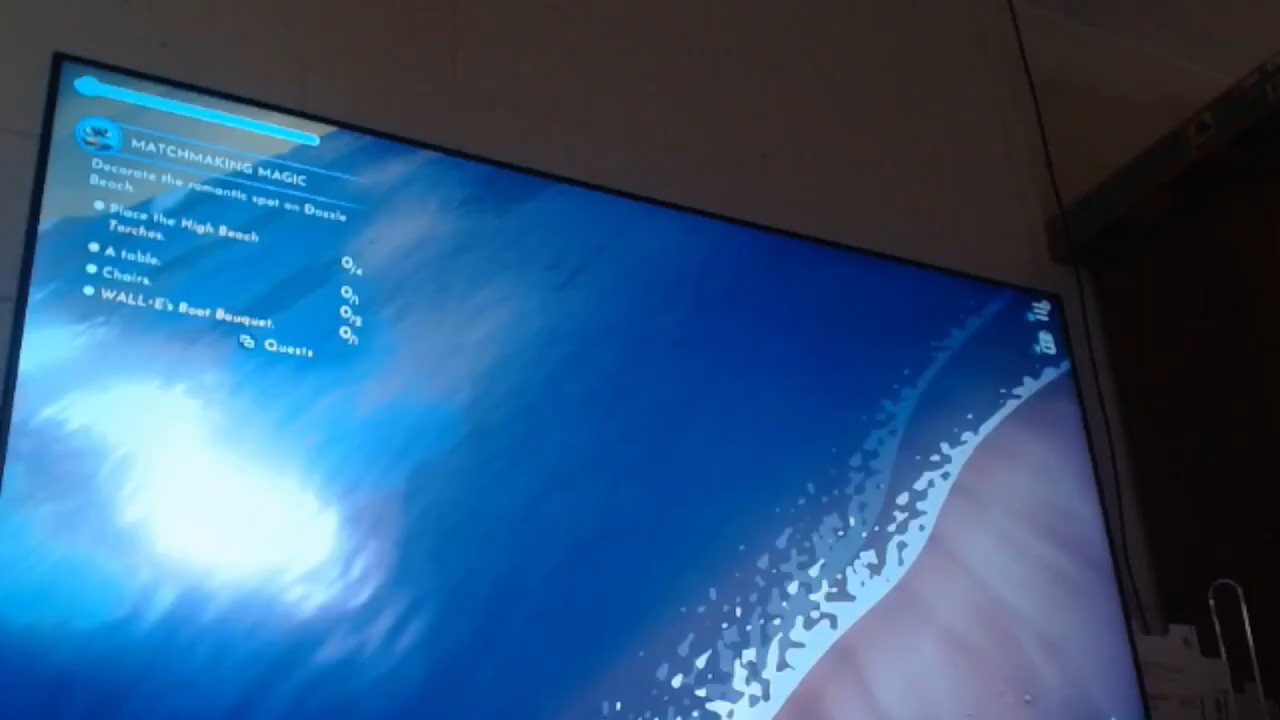 MATCHMAKING MAGIC
Decorate the romantic spot on Dazzle
Beach
Place the High Beach
Torches.
0/4
A table.
0/1
Chairs.
0/2
WALL·E's Boot Bouquet.
0/1
Quests